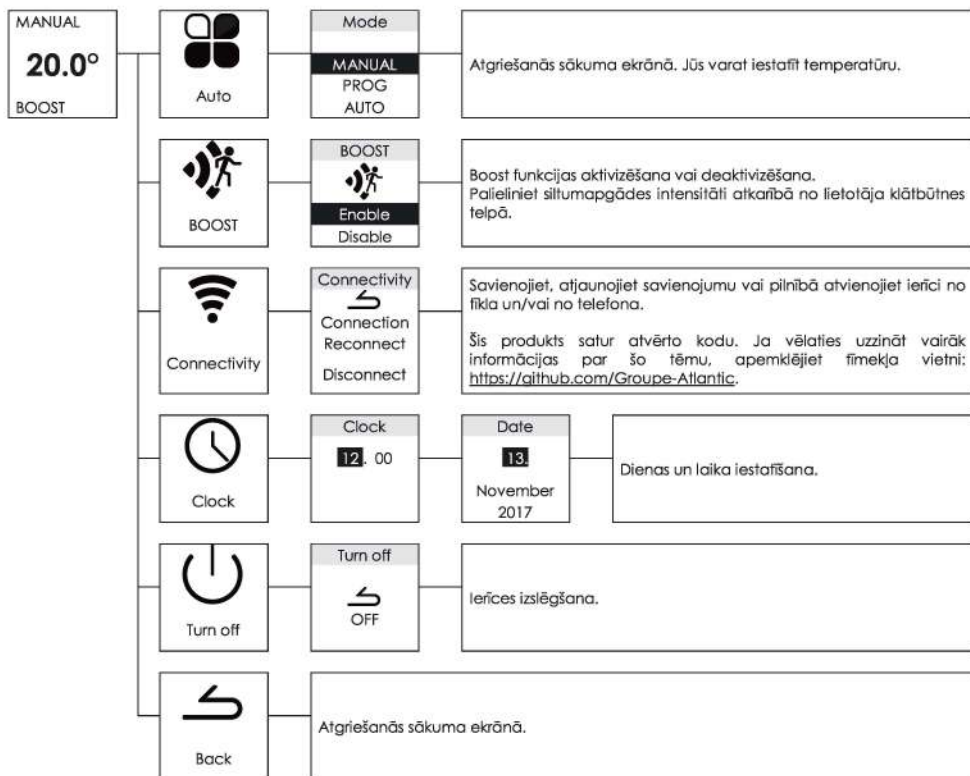 MANUAL
20.0°
BOOST
Auto
Mode
MANUAL
PROG
AUTO
Atgriešanās sākuma ekrānā. Jūs varat iestatīt temperatūru.
BOOST
BOOST
Enable
Disable
Boost funkcijas aktivizēšana vai deaktivizēšana.
Palieliniet siltumapgādes intensitāti atkarībā no lietotāja klātbūtnes
telpā.
Connectivity
Connectivity
Connection
Reconnect
Disconnect
Savienojiet, atjaunojiet savienojumu vai pilnībā atvienojiet ierīci no
tīkla un/vai no telefona.
Šis produkts satur atvērto kodu. Ja vēlaties uzzināt vairāk
informācijas par šo tēmu, apemklējiet tīmekļa vietni:
https://github.com/Groupe-Atlantic.
Clock
Clock
12. 00
Date
13.
November
2017
Dienas un laika iestatīšana.
Turn off
Turn off
OFF
Ierīces izslēgšana.
Back
Atgriešanās sākuma ekrānā.